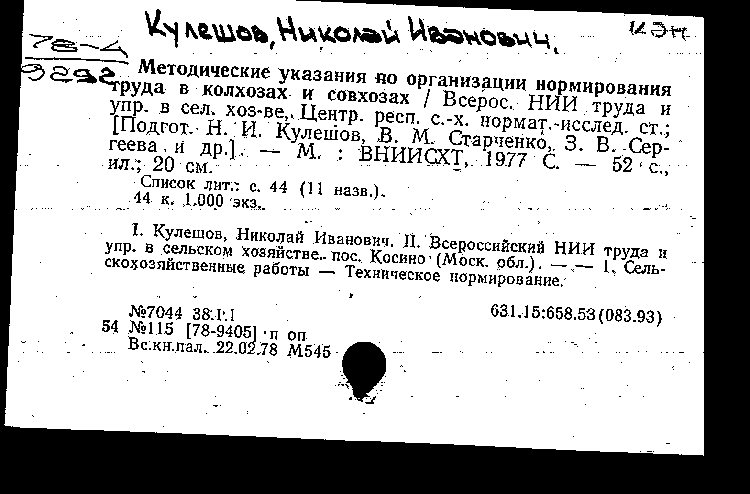 Кулешов, Николай Иванович.
78-4
9292
Методические указания по организации нормирования
труда в колхозах и совхозах / Всерос. НИИ труда и
упр. в сел. хоз-ве, Центр. респ. с.-х. нормат.-исслед. ст.;
[Подгот. Н. И. Кулешов, В. М. Старченко, З. В. Сер-
геева и др.]. — М. : ВНИИСХТ, 1977 С. — 52 с.,
ил.; 20 см.
Список лит.: с. 44 (11 назв.).
44 к. 1.000 экз.
I. Кулешов, Николай Иванович. II. Всероссийский НИИ труда и
упр. в сельском хозяйстве. пос. Косино (Моск. обл.). — — 1. Сель-
скохозяйственные работы — Техническое нормирование.
№7044 38.1.1 631.15:658.53(083.93)
54 №115 [78-9405] п оп
Вс.кн.пал. 22.02.78 М545